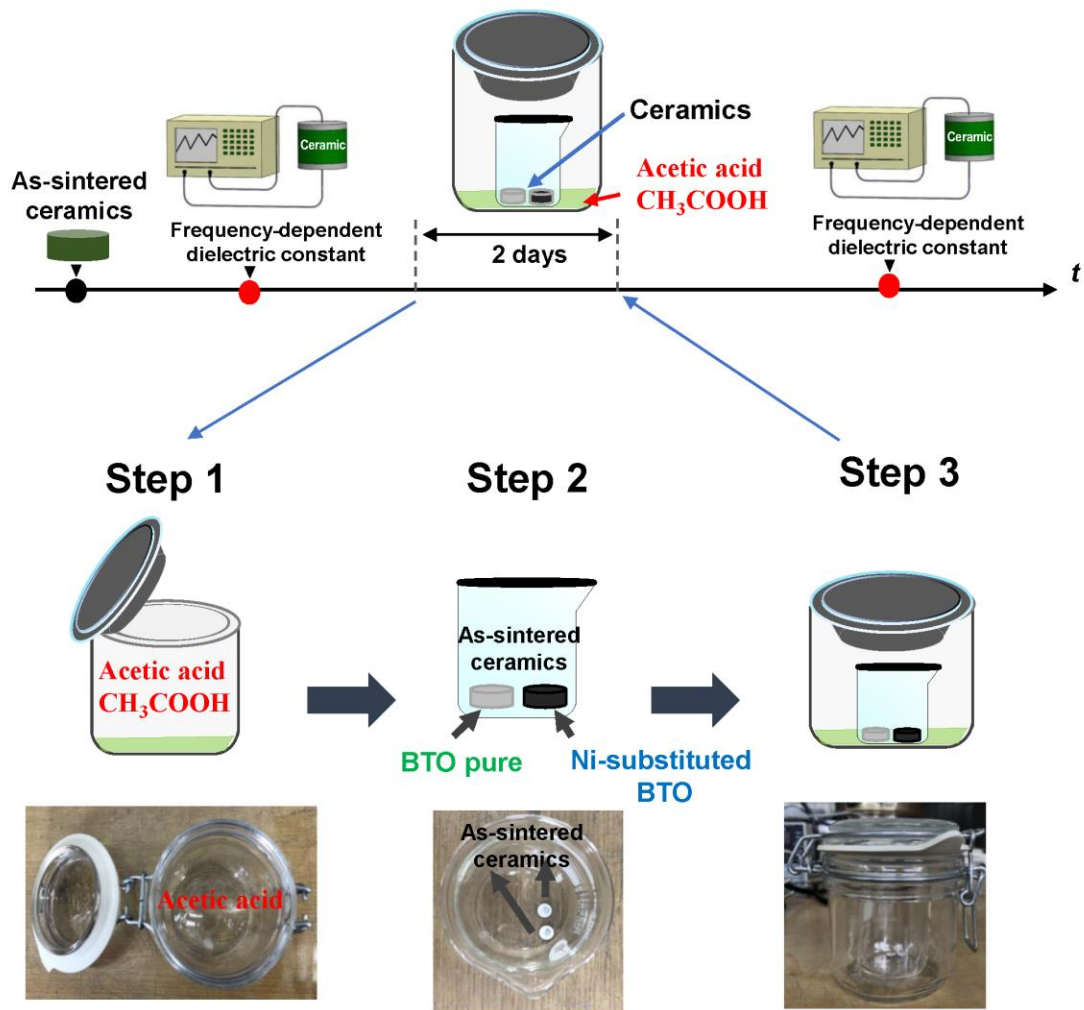 Ceramic
Ceramics
Ceramic
As-sintered
ceramics
Acetic acid
CH₃COOH
Frequency-dependent
dielectric constant
2 days
Frequency-dependent
dielectric constant
t
Step 1
Step 2
Step 3
Acetic acid
CH₃COOH
As-sintered
ceramics
BTO pure
Ni-substituted
BTO
Acetic acid
As-sintered
ceramics